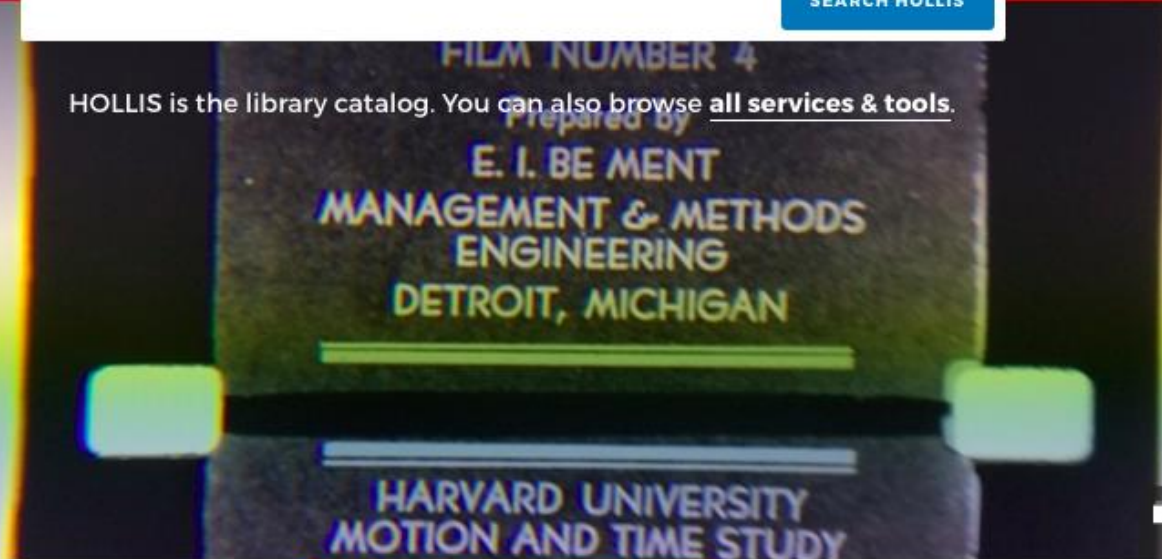 SEARCH HOLLIS
FILM NUMBER 4
HOLLIS is the library catalog. You can also browse all services & tools.
Prepared by
E. I. BE MENT
MANAGEMENT & METHODS
ENGINEERING
DETROIT, MICHIGAN
HARVARD UNIVERSITY
MOTION AND TIME STUDY